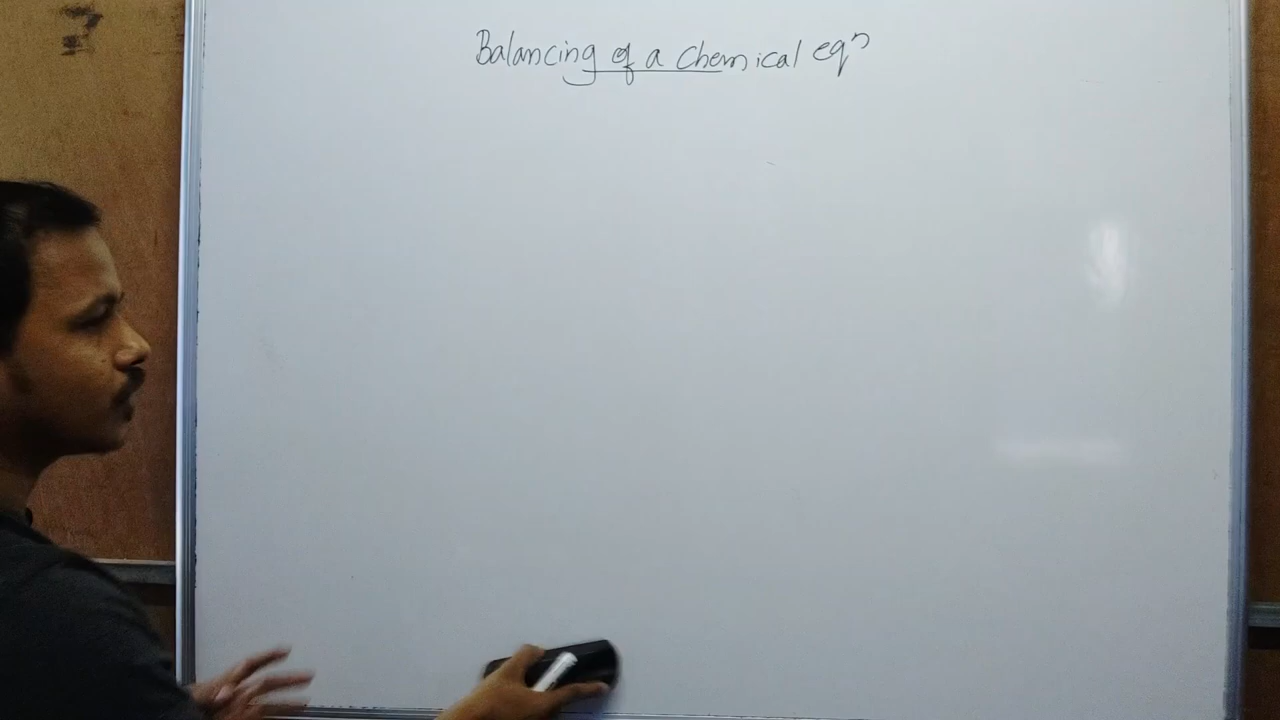 Balancing of a chemical eqⁿ